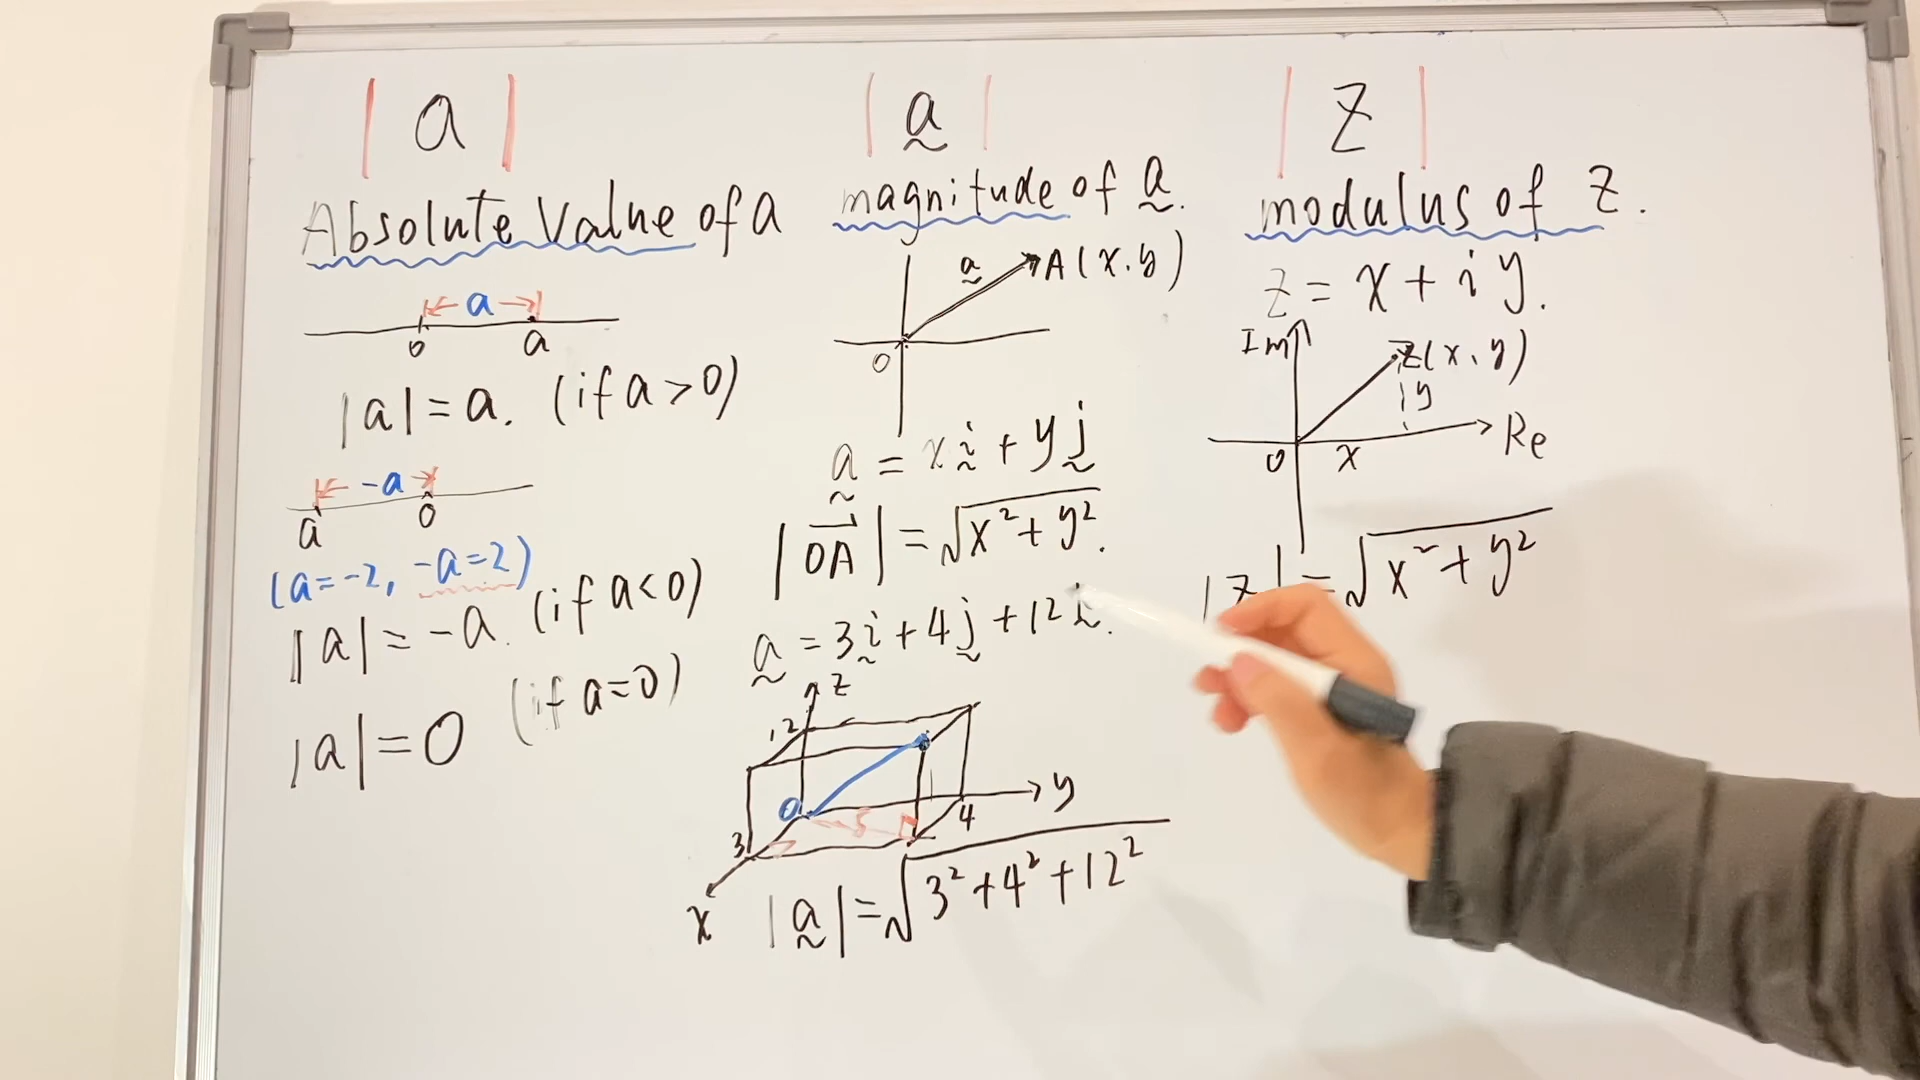 |a|
Absolute Value of a
a
0 a
|a| = a. (if a > 0)
-a
a 0
(a=-2, -a=2)
|a| = -a. (if a<0)
|a| = 0 (if a=0)
|a|
magnitude of a.
a A(x.y)
0
a = xi + yj
|OA| = √x²+y².
a = 3i + 4j + 12
z
12
0 y
5
3 4
x
|a| = √3²+4²+12²
|z|
modulus of z.
z = x + iy.
Im
Z(x,y)
y
0 x Re
|z| = √x²+y²